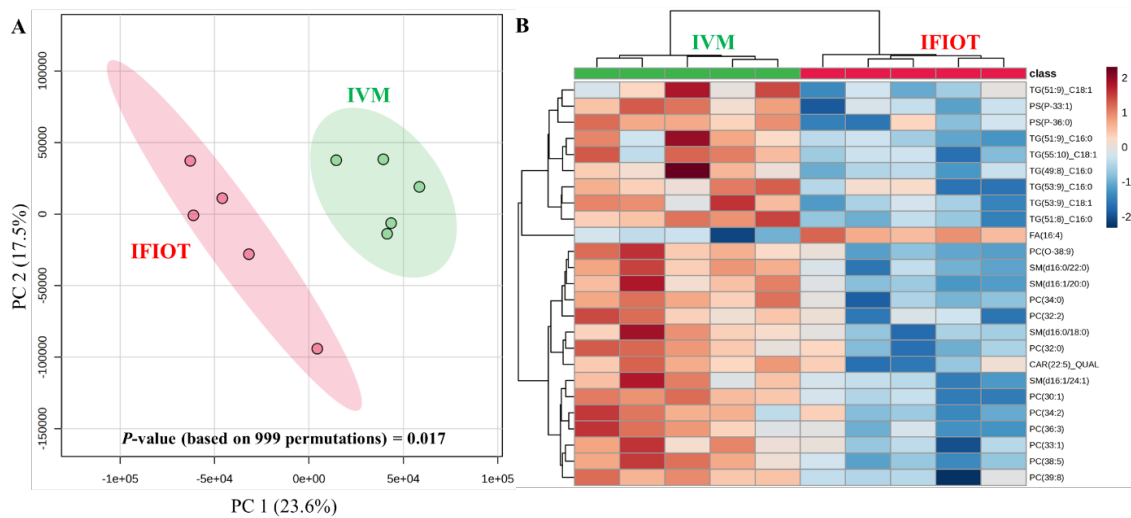 A
IVM
IFIOT
P-value (based on 999 permutations) = 0.017
PC 2 (17.5%)
100000
50000
0
-50000
-100000
-150000
-1e+05
-5e+04
0e+00
5e+04
1e+05
PC 1 (23.6%)
B
IVM
IFIOT
class
TG(51:9)_C18:1
PS(P-33:1)
PS(P-36:0)
TG(51:9)_C16:0
TG(55:10)_C18:1
TG(49:8)_C16:0
TG(53:9)_C16:0
TG(53:9)_C18:1
TG(51:8)_C16:0
FA(16:4)
PC(O-38:9)
SM(d16:0/22:0)
SM(d16:1/20:0)
PC(34:0)
PC(32:2)
SM(d16:0/18:0)
PC(32:0)
CAR(22:5)_QUAL
SM(d16:1/24:1)
PC(30:1)
PC(34:2)
PC(36:3)
PC(33:1)
PC(38:5)
PC(39:8)
2
1
0
-1
-2